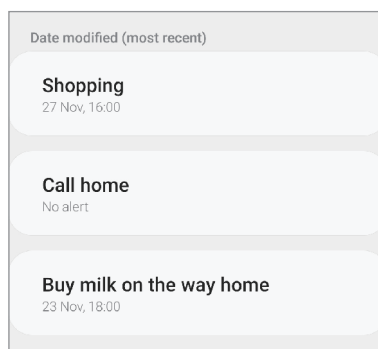 Date modified (most recent)
Shopping
27 Nov, 16:00
Call home
No alert
Buy milk on the way home
23 Nov, 18:00